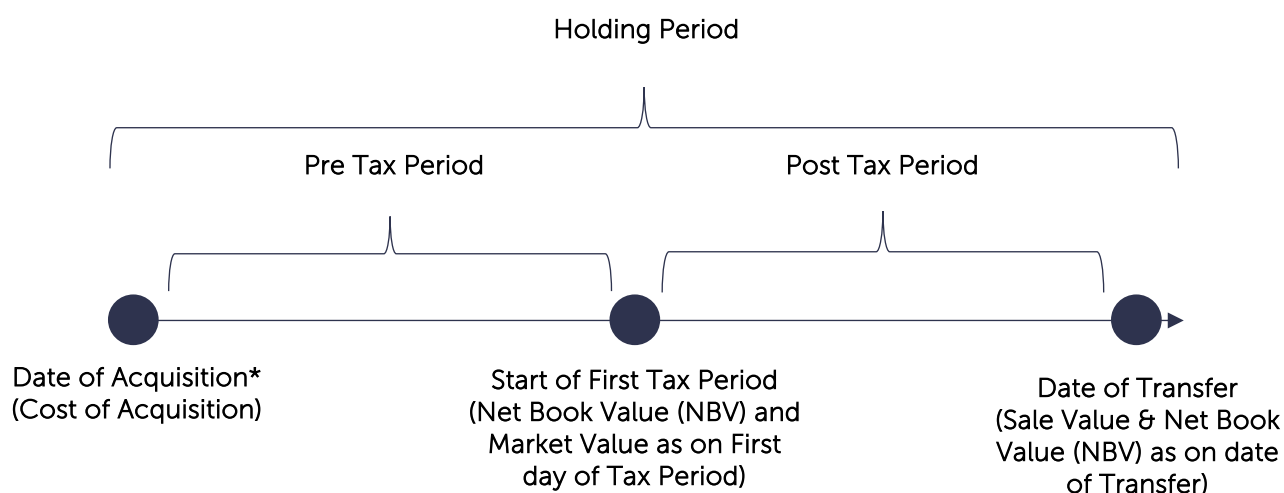 Holding Period
Pre Tax Period
Post Tax Period
Date of Acquisition*
(Cost of Acquisition)
Start of First Tax Period
(Net Book Value (NBV) and
Market Value as on First
day of Tax Period)
Date of Transfer
(Sale Value & Net Book
Value (NBV) as on date
of Transfer)